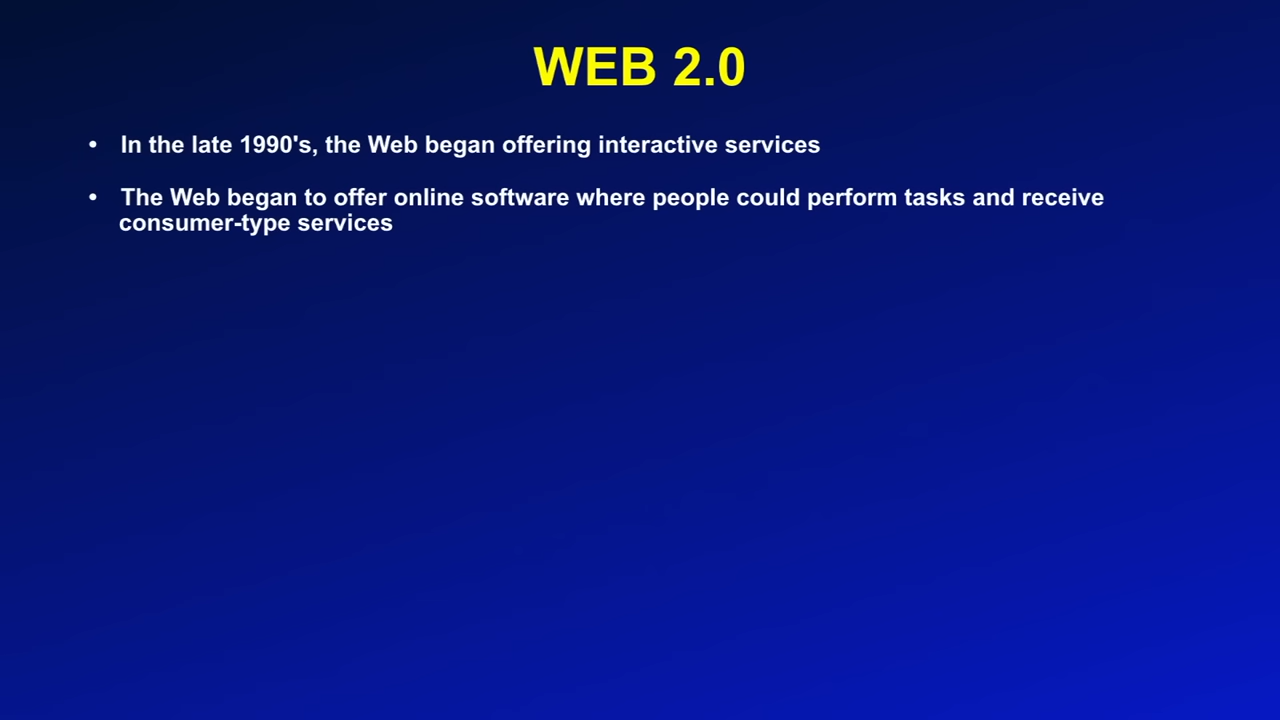 WEB 2.0
• In the late 1990's, the Web began offering interactive services
• The Web began to offer online software where people could perform tasks and receive
consumer-type services